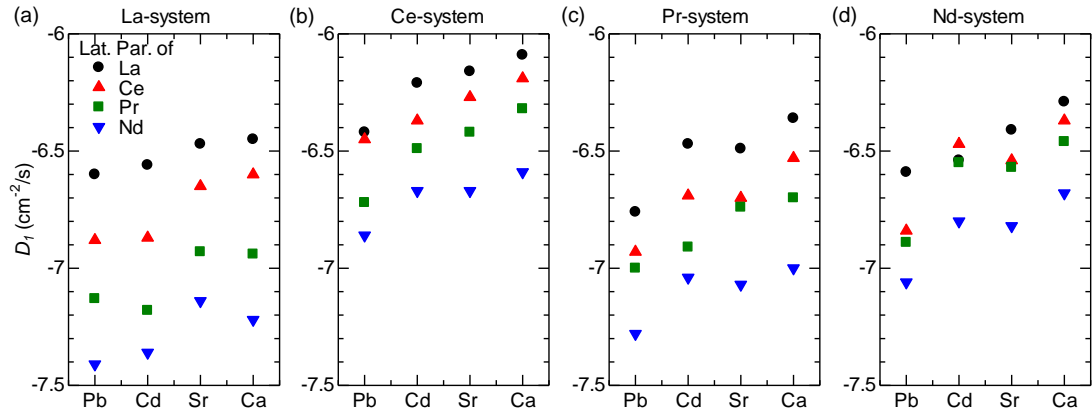 (a) La-system
(b) Ce-system
(c) Pr-system
(d) Nd-system
Lat. Par. of
La
Ce
Pr
Nd
D1 (cm-2/s)
-6
-6.5
-7
-7.5
Pb Cd Sr Ca
-6
-6.5
-7
-7.5
Pb Cd Sr Ca
-6
-6.5
-7
-7.5
Pb Cd Sr Ca
-6
-6.5
-7
-7.5
Pb Cd Sr Ca